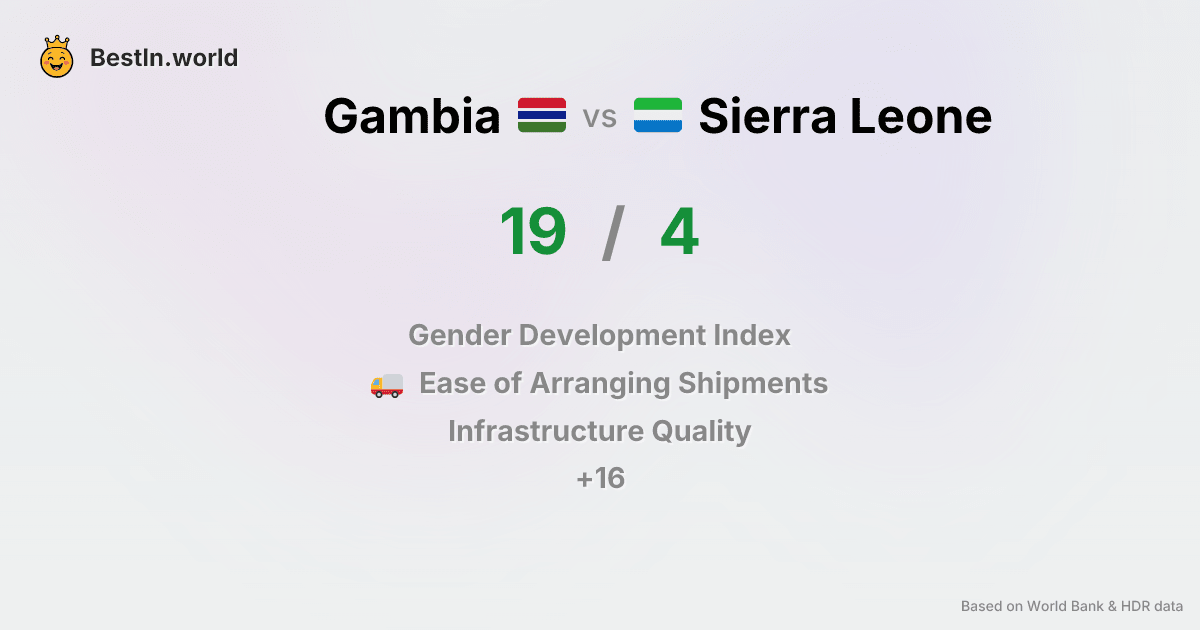 BestIn.world
Gambia vs Sierra Leone
19 / 4
Gender Development Index
Ease of Arranging Shipments
Infrastructure Quality
+16
Based on World Bank & HDR data